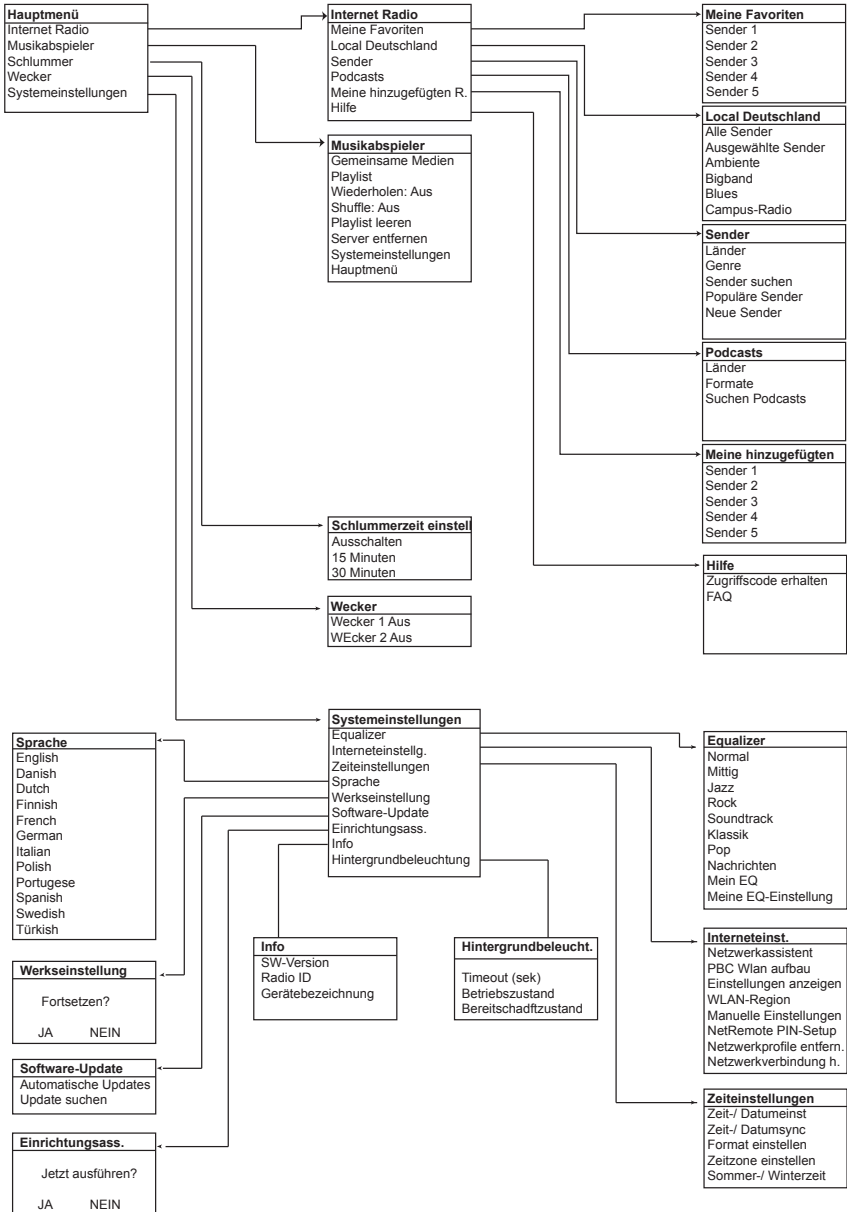 Hauptmenü
Internet Radio
Musikabspieler
Schlummer
Wecker
Systemeinstellungen
Internet Radio
Meine Favoriten
Local Deutschland
Sender
Podcasts
Meine hinzugefügten R.
Hilfe
Meine Favoriten
Sender 1
Sender 2
Sender 3
Sender 4
Sender 5
Local Deutschland
Alle Sender
Ausgewählte Sender
Ambiente
Bigband
Blues
Campus-Radio
Musikabspieler
Gemeinsame Medien
Playlist
Wiederholen: Aus
Shuffle: Aus
Playlist leeren
Server entfernen
Systemeinstellungen
Hauptmenü
Sender
Länder
Genre
Sender suchen
Populäre Sender
Neue Sender
Podcasts
Länder
Formate
Suchen Podcasts
Meine hinzugefügten
Sender 1
Sender 2
Sender 3
Sender 4
Sender 5
Schlummerzeit einstell
Ausschalten
15 Minuten
30 Minuten
Hilfe
Zugriffscode erhalten
FAQ
Wecker
Wecker 1 Aus
WEcker 2 Aus
Systemeinstellungen
Equalizer
Interneteinstellg.
Zeiteinstellungen
Sprache
Werkseinstellung
Software-Update
Einrichtungsass.
Info
Hintergrundbeleuchtung
Sprache
English
Danish
Dutch
Finnish
French
German
Italian
Polish
Portugese
Spanish
Swedish
Türkish
Equalizer
Normal
Mittig
Jazz
Rock
Soundtrack
Klassik
Pop
Nachrichten
Mein EQ
Meine EQ-Einstellung
Info
SW-Version
Radio ID
Gerätebezeichnung
Hintergrundbeleucht.
Timeout (sek)
Betriebszustand
Bereitschadftzustand
Interneteinst.
Netzwerkassistent
PBC Wlan aufbau
Einstellungen anzeigen
WLAN-Region
Manuelle Einstellungen
NetRemote PIN-Setup
Netzwerkprofile entfern.
Netzwerkverbindung h.
Werkseinstellung
Fortsetzen?
JA NEIN
Software-Update
Automatische Updates
Update suchen
Zeiteinstellungen
Zeit-/ Datumeinst
Zeit-/ Datumsync
Format einstellen
Zeitzone einstellen
Sommer-/ Winterzeit
Einrichtungsass.
Jetzt ausführen?
JA NEIN